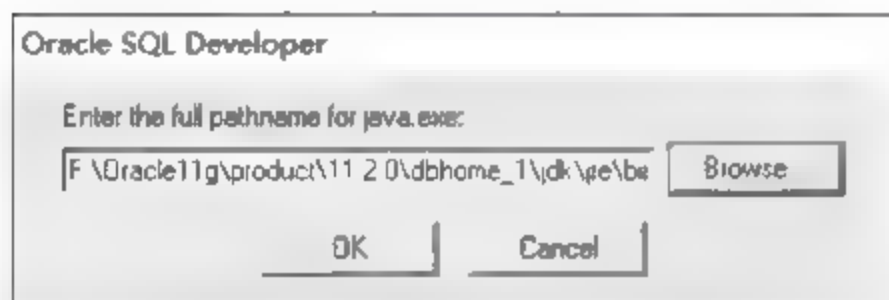 Oracle SQL Developer
Enter the full pathname for java.exe:
F:\Oracle11g\product\11.2.0\dbhome_1\jdk\jre\be
Browse
OK
Cancel